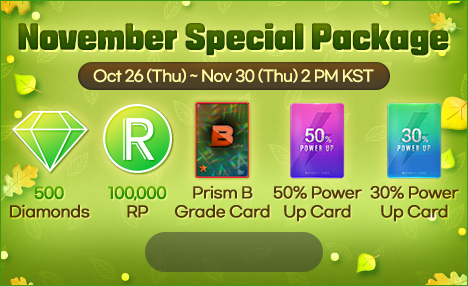 November Special Package
Oct 26 (Thu) ~ Nov 30 (Thu) 2 PM KST
R
B
50%
POWER UP
30%
POWER UP
500
Diamonds
100,000
RP
Prism B
Grade Card
50% Power
Up Card
30% Power
Up Card